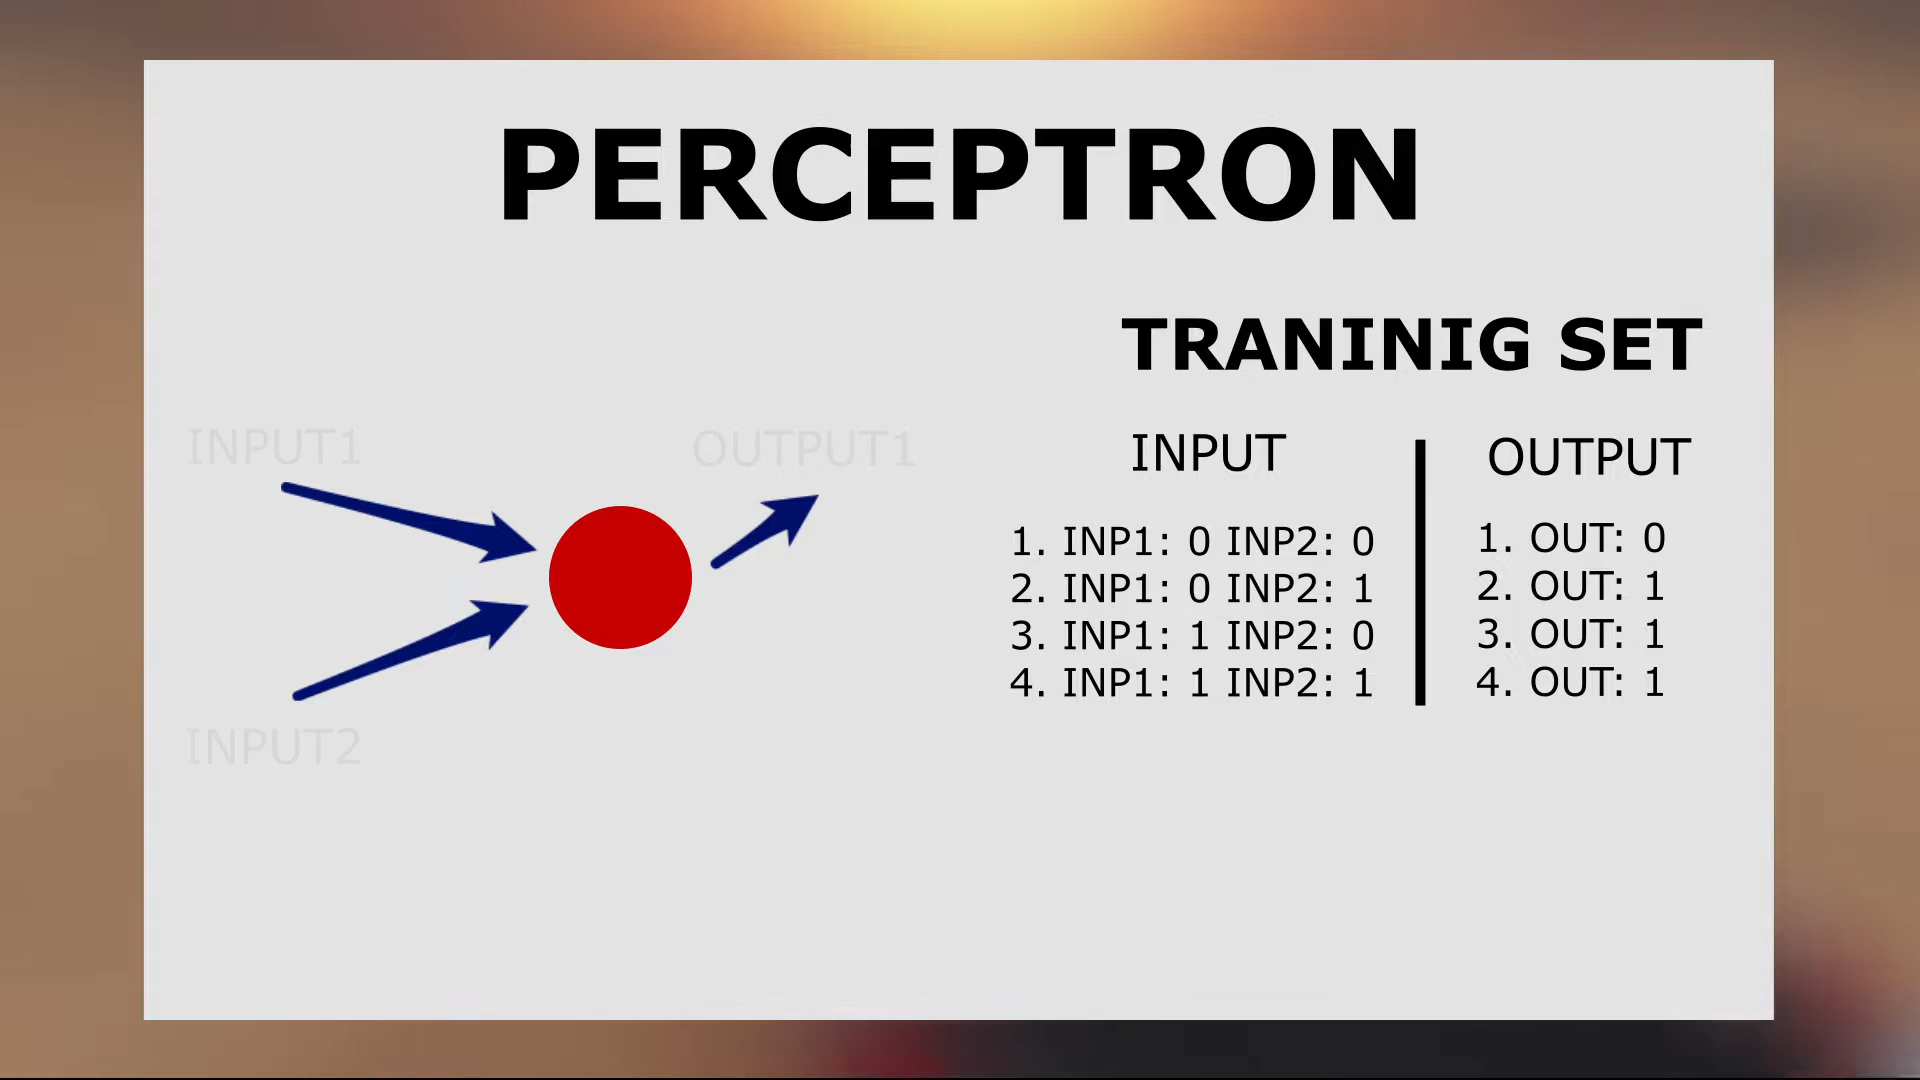 PERCEPTRON
TRANINIG SET
INPUT1
OUTPUT1
INPUT2
INPUT
OUTPUT
1. INP1: 0 INP2: 0
2. INP1: 0 INP2: 1
3. INP1: 1 INP2: 0
4. INP1: 1 INP2: 1
1. OUT: 0
2. OUT: 1
3. OUT: 1
4. OUT: 1